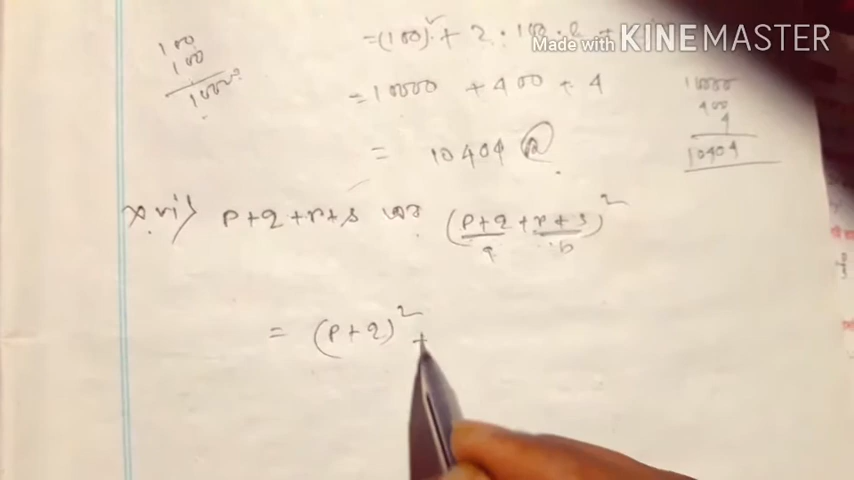 =(100)² + 2 · 100 · 2 +
Made with KINEMASTER
100
100
10000
= 10000 + 400 + 4
10000
400
4
10404
= 10404
xvi) p+q+r+s এর (p+q+r+s)²
a b
= (p+q)² +